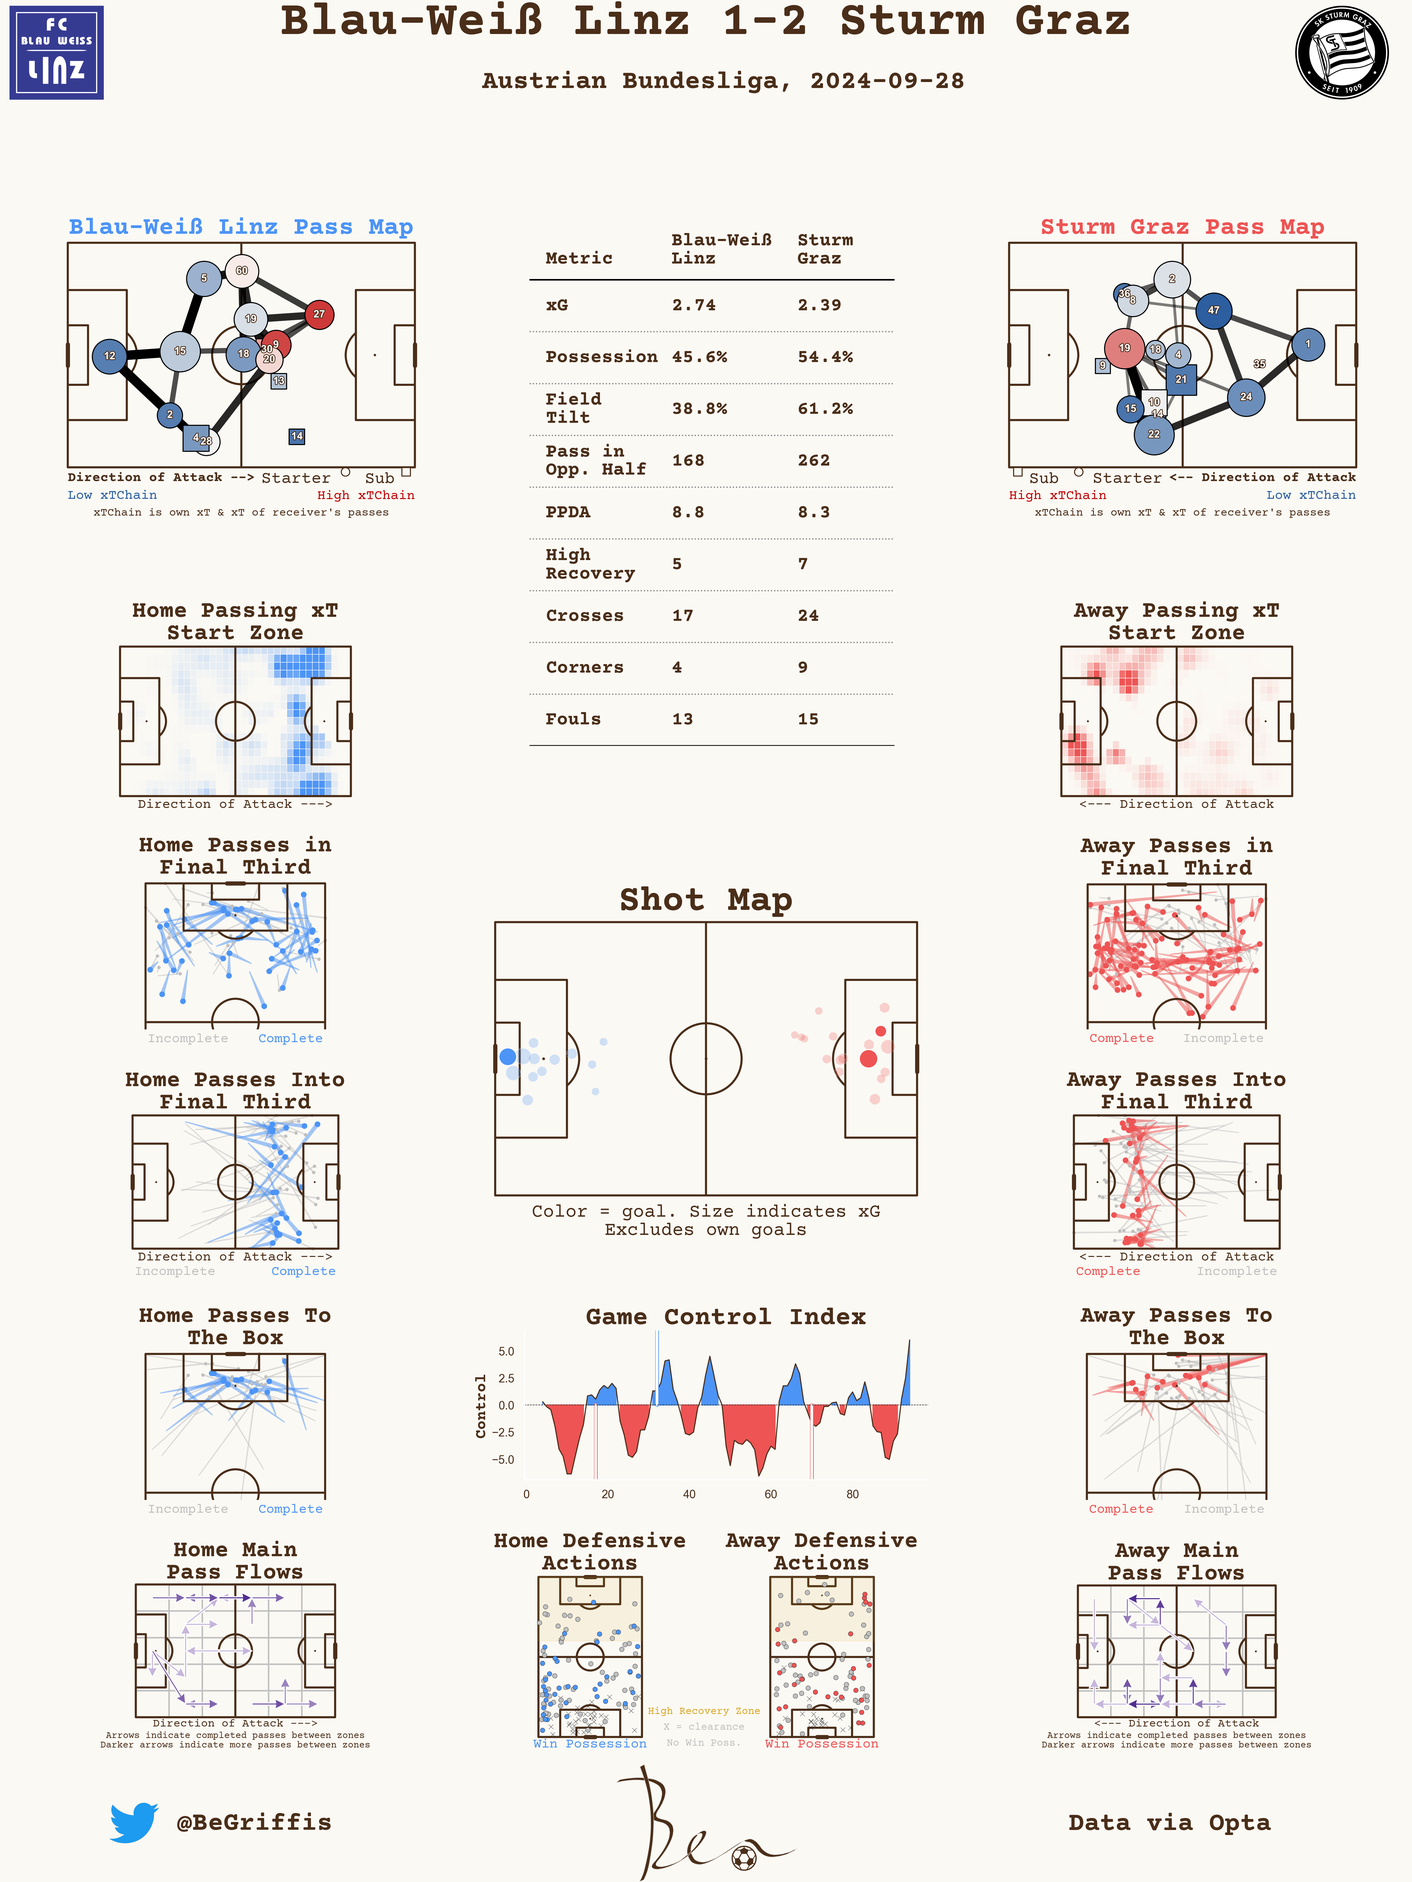 Blau-Weiß Linz 1-2 Sturm Graz
Austrian Bundesliga, 2024-09-28
FC
BLAU WEISS
LINZ
SK STURM GRAZ
SEIT 1909
Blau-Weiß Linz Pass Map
5
60
19
27
12
15
18
30
9
20
13
2
4
28
14
Direction of Attack --> Starter Sub
Low xTChain High xTChain
xTChain is own xT & xT of receiver's passes
Metric Blau-Weiß Linz Sturm Graz
xG 2.74 2.39
Possession 45.6% 54.4%
Field Tilt 38.8% 61.2%
Pass in Opp. Half 168 262
PPDA 8.8 8.3
High Recovery 5 7
Crosses 17 24
Corners 4 9
Fouls 13 15
Sturm Graz Pass Map
2
36
8
47
19
18
4
1
9
35
21
10
14
15
24
22
Sub Starter <-- Direction of Attack
High xTChain Low xTChain
xTChain is own xT & xT of receiver's passes
Home Passing xT
Start Zone
Direction of Attack --->
Away Passing xT
Start Zone
<--- Direction of Attack
Home Passes in
Final Third
Incomplete Complete
Away Passes in
Final Third
Complete Incomplete
Shot Map
Color = goal. Size indicates xG
Excludes own goals
Home Passes Into
Final Third
Direction of Attack --->
Incomplete Complete
Away Passes Into
Final Third
<--- Direction of Attack
Complete Incomplete
Home Passes To
The Box
Incomplete Complete
Game Control Index
Control
5.0
2.5
0.0
−2.5
−5.0
0 20 40 60 80
Away Passes To
The Box
Complete Incomplete
Home Main
Pass Flows
Direction of Attack --->
Arrows indicate completed passes between zones
Darker arrows indicate more passes between zones
Home Defensive
Actions
Win Possession
Away Defensive
Actions
Win Possession
High Recovery Zone
X = clearance
No Win Poss.
Away Main
Pass Flows
<--- Direction of Attack
Arrows indicate completed passes between zones
Darker arrows indicate more passes between zones
@BeGriffis
Ben
Data via Opta